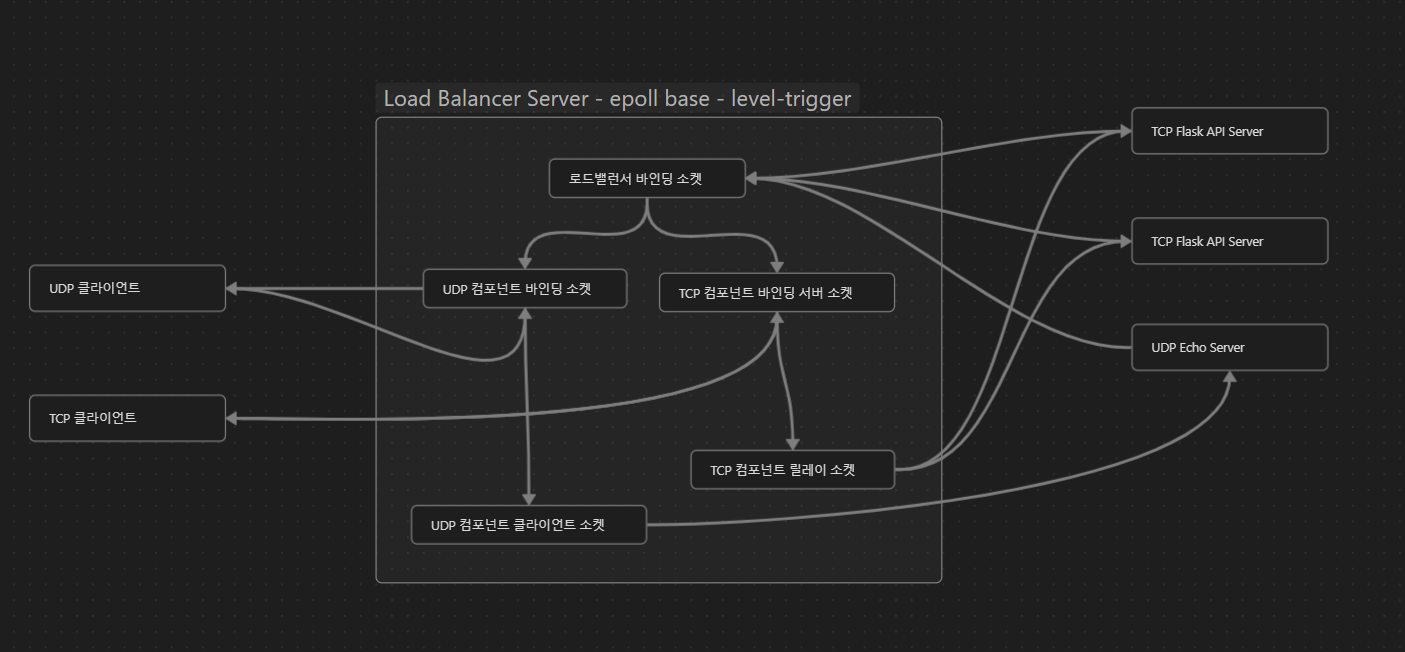 Load Balancer Server - epoll base - level-trigger
TCP Flask API Server
로드밸런서 바인딩 소켓
TCP Flask API Server
UDP 클라이언트
UDP 컴포넌트 바인딩 소켓
TCP 컴포넌트 바인딩 서버 소켓
UDP Echo Server
TCP 클라이언트
TCP 컴포넌트 릴레이 소켓
UDP 컴포넌트 클라이언트 소켓